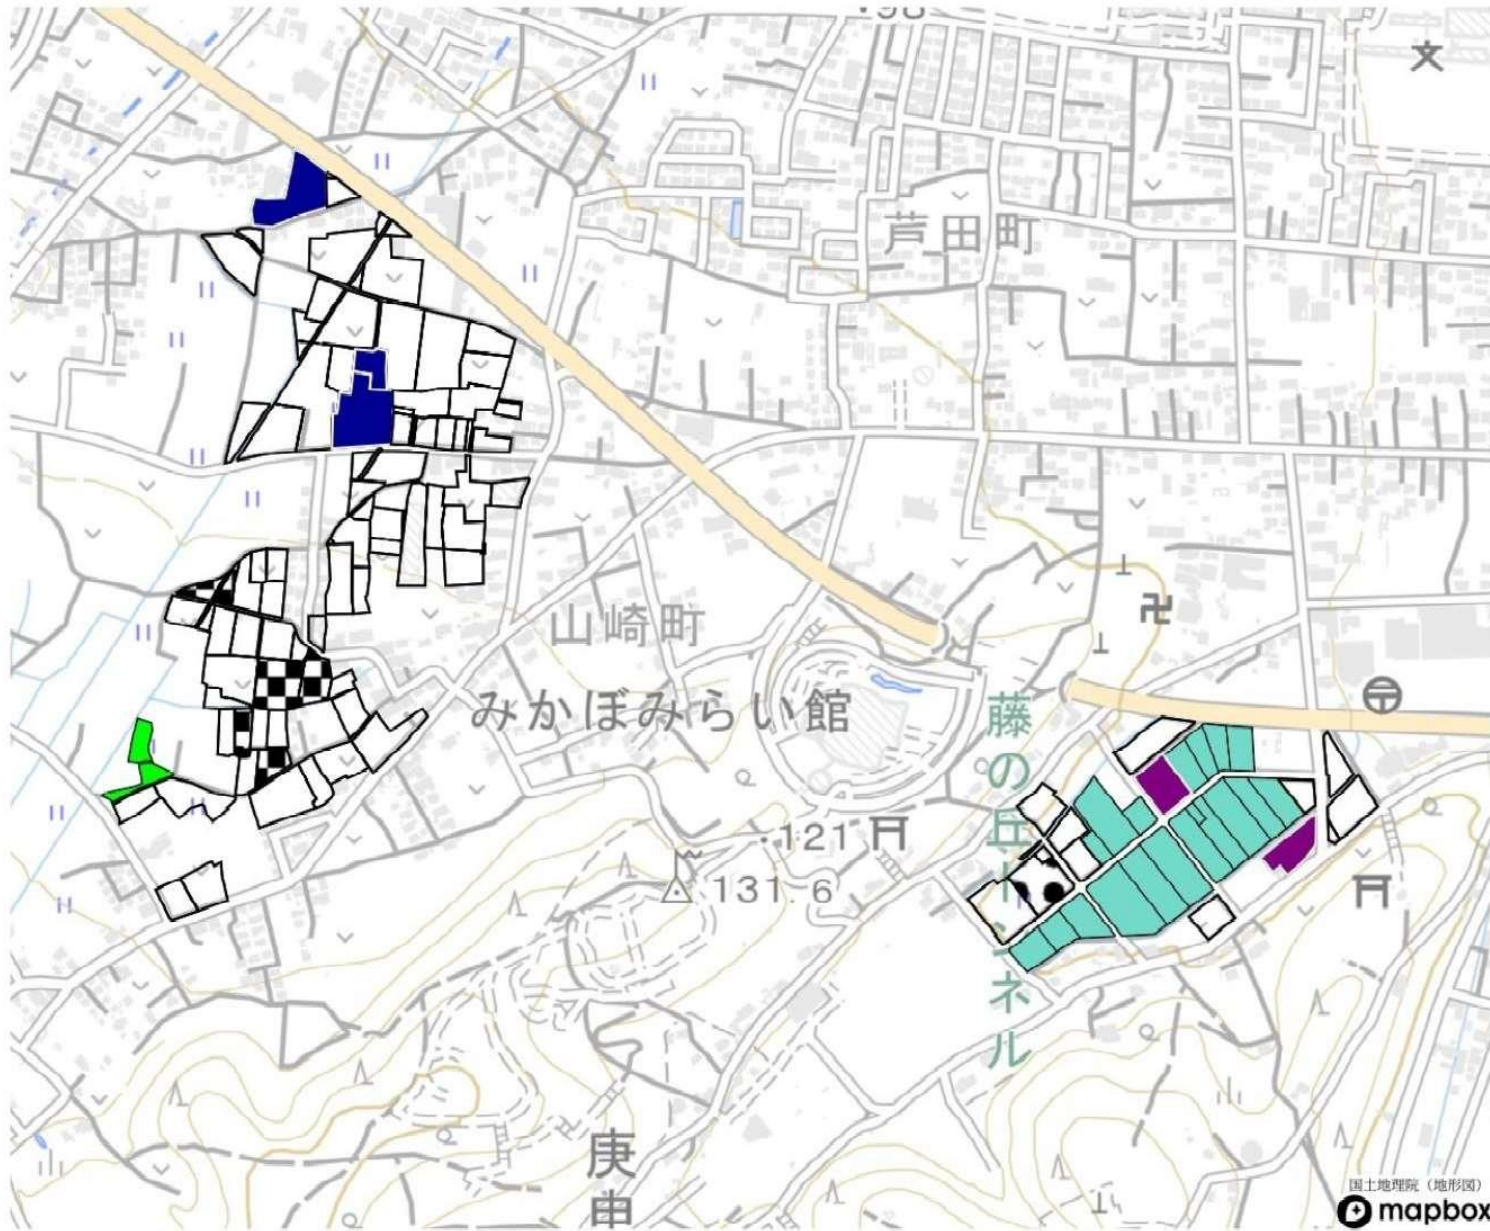 ・98
芦田町
山崎町
みかぼみらい館
藤の丘トンネル
・121
131.6
庚申
国土地理院（地形図）
mapbox